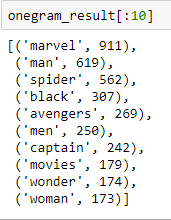 onegram_result[:10]
[('marvel', 911),
('man', 619),
('spider', 562),
('black', 307),
('avengers', 269),
('men', 250),
('captain', 242),
('movies', 179),
('wonder', 174),
('woman', 173)]